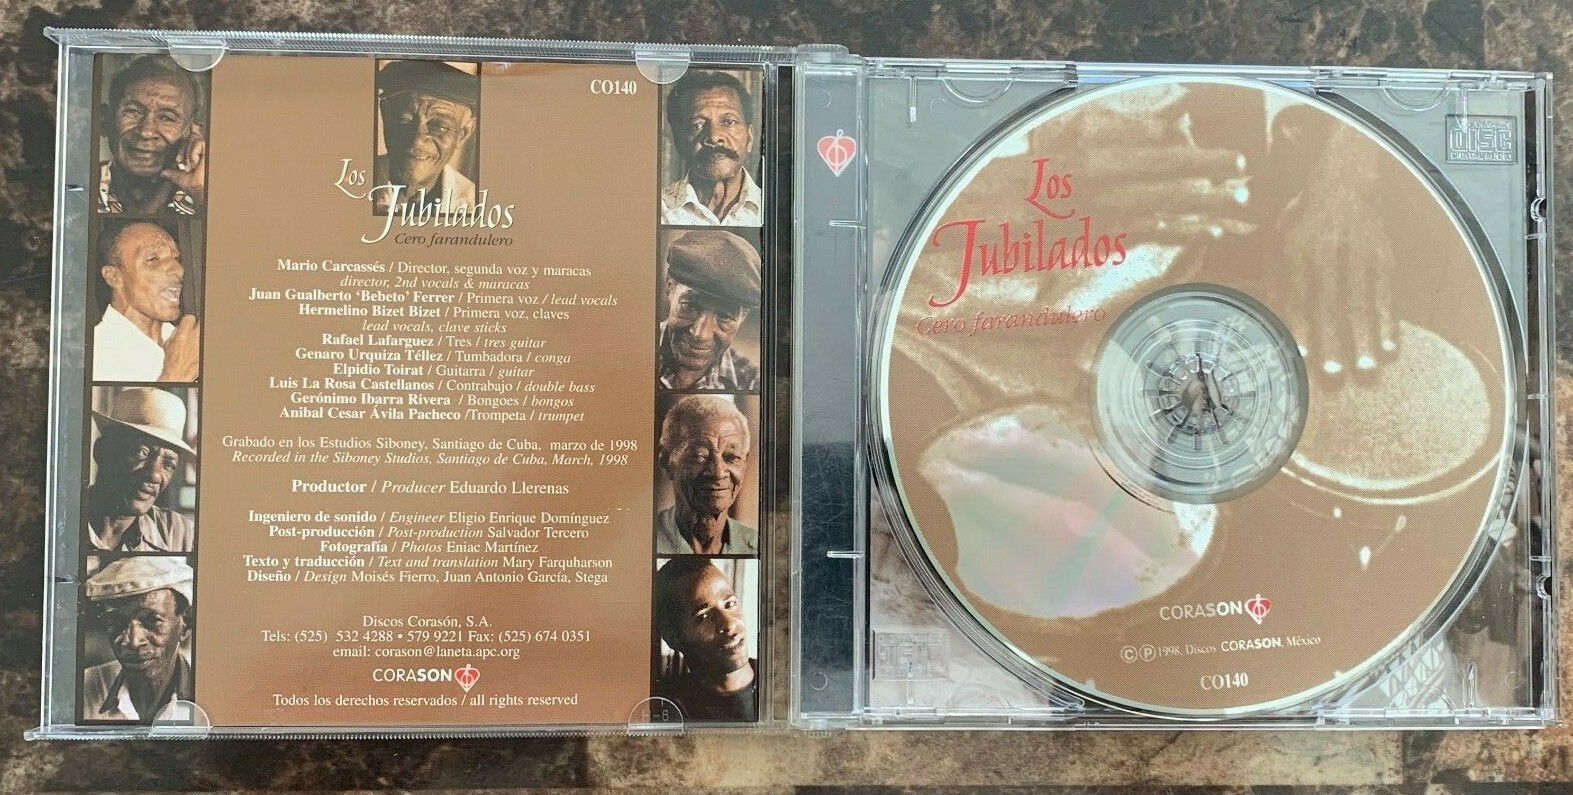 CO140
Los
Jubilados
Cero farandulero
Mario Carcassés / Director, segunda voz y maracas
director, 2nd vocals & maracas
Juan Gualberto ‘Bebeto’ Ferrer / Primera voz / lead vocals
Hermelino Bizet Bizet / Primera voz, claves
lead vocals, clave sticks
Rafael Lafarguez / Tres / tres guitar
Genaro Urquiza Téllez / Tumbadora / conga
Elpidio Toirat / Guitarra / guitar
Luis La Rosa Castellanos / Contrabajo / double bass
Gerónimo Ibarra Rivera / Bongoes / bongos
Anibal Cesar Ávila Pacheco /Trompeta / trumpet
Grabado en los Estudios Siboney, Santiago de Cuba, marzo de 1998
Recorded in the Siboney Studios, Santiago de Cuba, March, 1998
Productor / Producer Eduardo Llerenas
Ingeniero de sonido / Engineer Eligio Enrique Domínguez
Post-producción / Post-production Salvador Tercero
Fotografía / Photos Eniac Martínez
Texto y traducción / Text and translation Mary Farquharson
Diseño / Design Moisés Fierro, Juan Antonio García, Stega
Discos Corasón, S.A.
Tels: (525) 532 4288 • 579 9221 Fax: (525) 674 0351
email: corason@laneta.apc.org
CORASON
Todos los derechos reservados / all rights reserved
Los
Jubilados
Cero farandulero
CORASON
©℗1998, Discos CORASON, México
CO140
COMPACT
disc
DIGITAL AUDIO